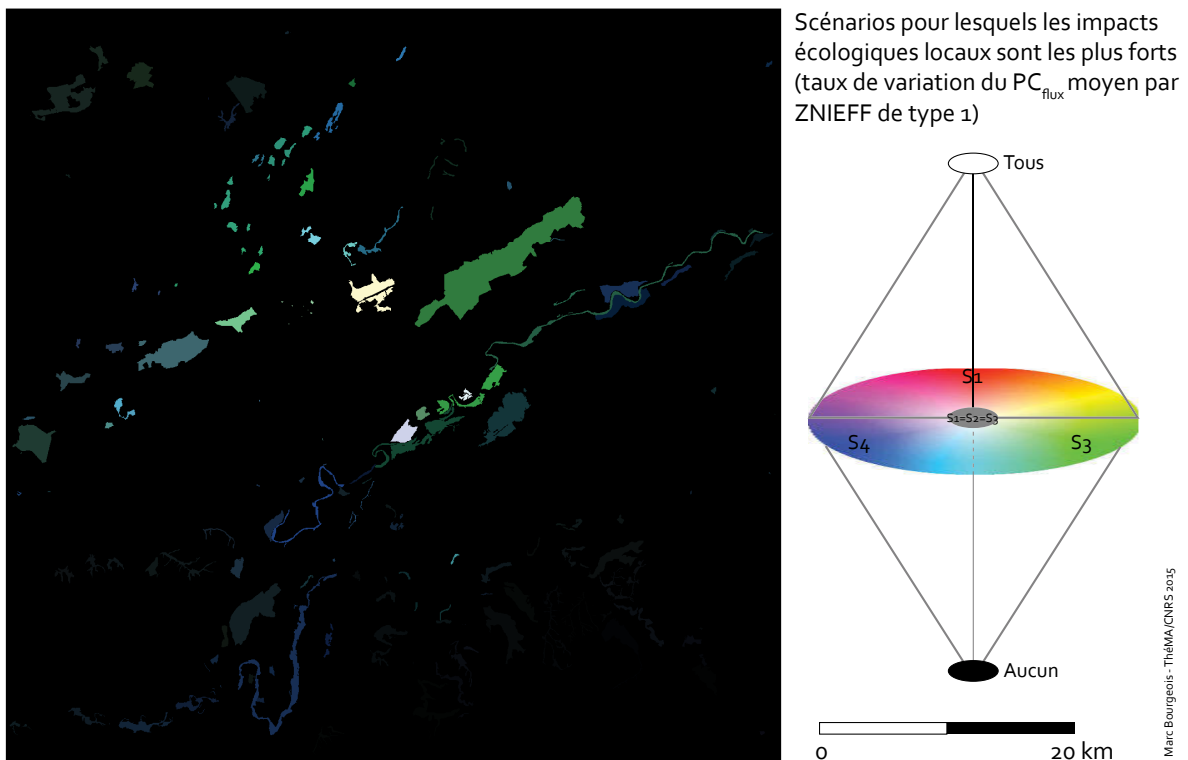 Scénarios pour lesquels les impacts
écologiques locaux sont les plus forts
(taux de variation du PCflux moyen par
ZNIEFF de type 1)
Tous
S1
S1=S2=S3
S4
S3
Aucun
0
20 km
Marc Bourgeois - ThéMA/CNRS 2015